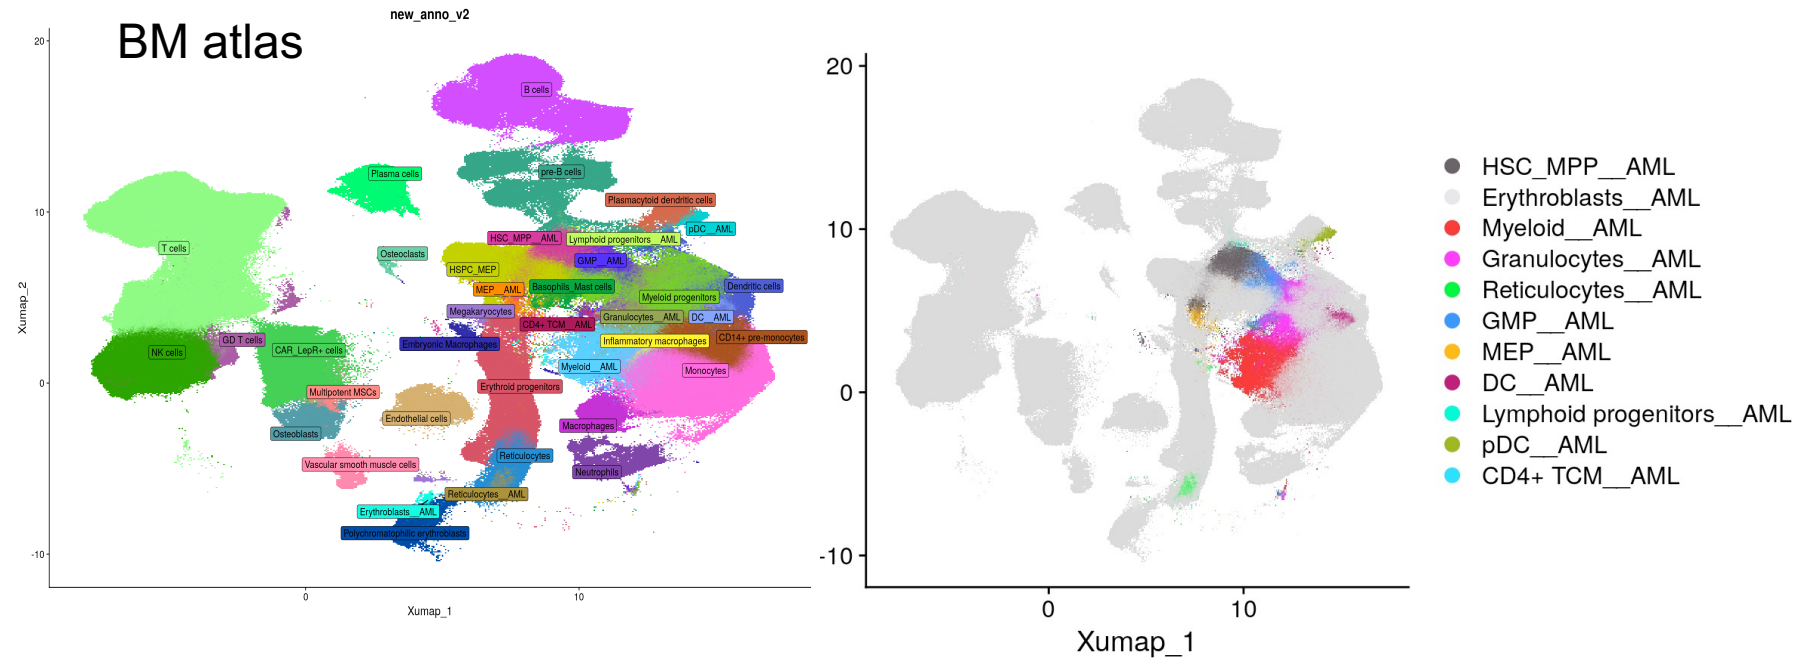 new_anno_v2
BM atlas
20
10
0
-10
Xumap_2
0
10
Xumap_1
B cells
Plasma cells
pre-B cells
Plasmacytoid dendritic cells
pDC__AML
HSC_MPP__AML
Lymphoid progenitors__AML
T cells
Osteoclasts
GMP__AML
HSPC_MEP
MEP__AML
Basophils_Mast cells
Dendritic cells
Myeloid progenitors
Megakaryocytes
CD4+ TCM__AML
Granulocytes__AML
DC__AML
GD T cells
Embryonic Macrophages
Inflammatory macrophages
CD14+ pre-monocytes
NK cells
CAR_LepR+ cells
Myeloid__AML
Monocytes
Multipotent MSCs
Erythroid progenitors
Endothelial cells
Macrophages
Osteoblasts
Vascular smooth muscle cells
Reticulocytes
Neutrophils
Reticulocytes__AML
Erythroblasts__AML
Polychromatophilic erythroblasts
20
10
0
-10
0
10
Xumap_1
HSC_MPP__AML
Erythroblasts__AML
Myeloid__AML
Granulocytes__AML
Reticulocytes__AML
GMP__AML
MEP__AML
DC__AML
Lymphoid progenitors__AML
pDC__AML
CD4+ TCM__AML